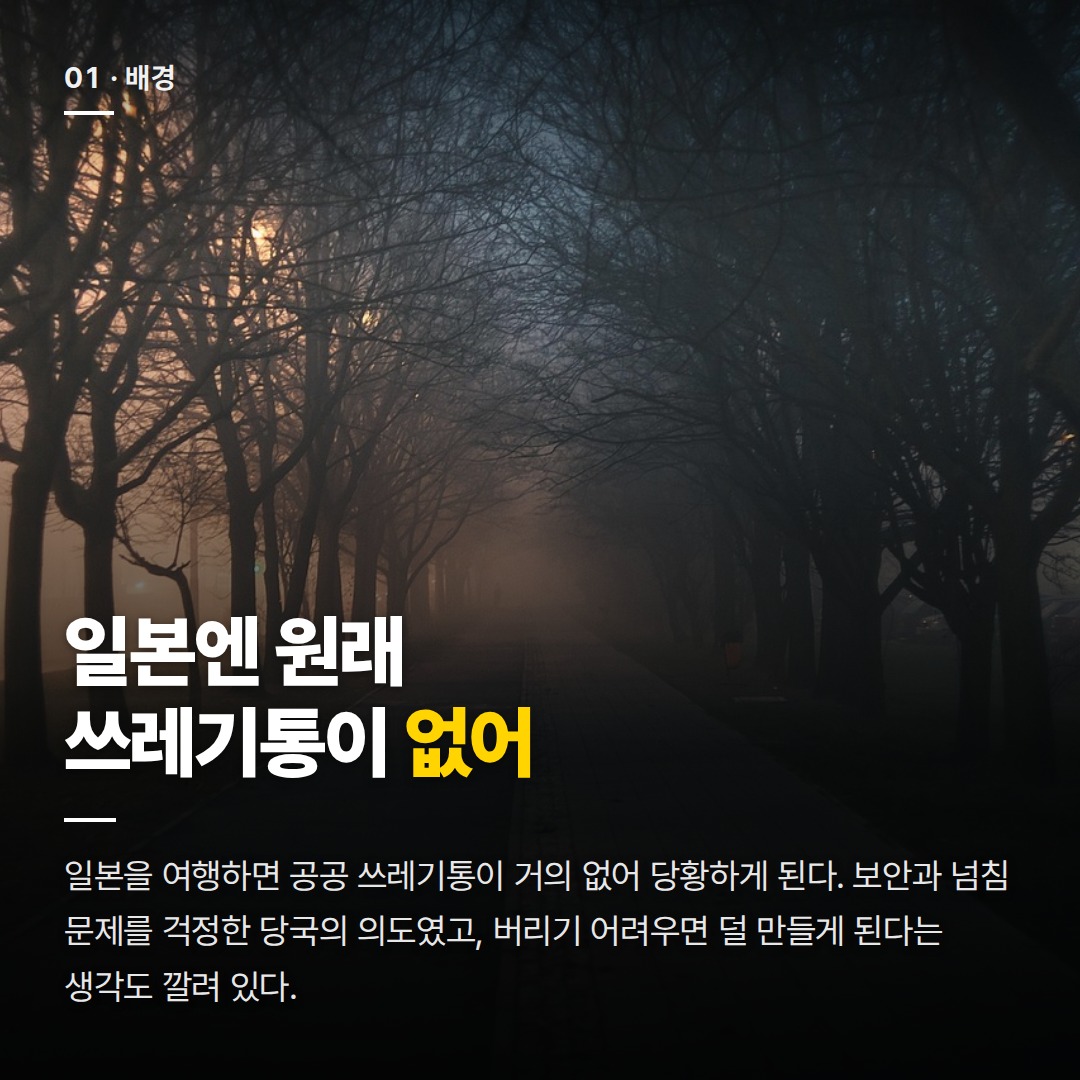 01 · 배경
일본엔 원래
쓰레기통이 없어
일본을 여행하면 공공 쓰레기통이 거의 없어 당황하게 된다. 보안과 넘침
문제를 걱정한 당국의 의도였고, 버리기 어려우면 덜 만들게 된다는
생각도 깔려 있다.